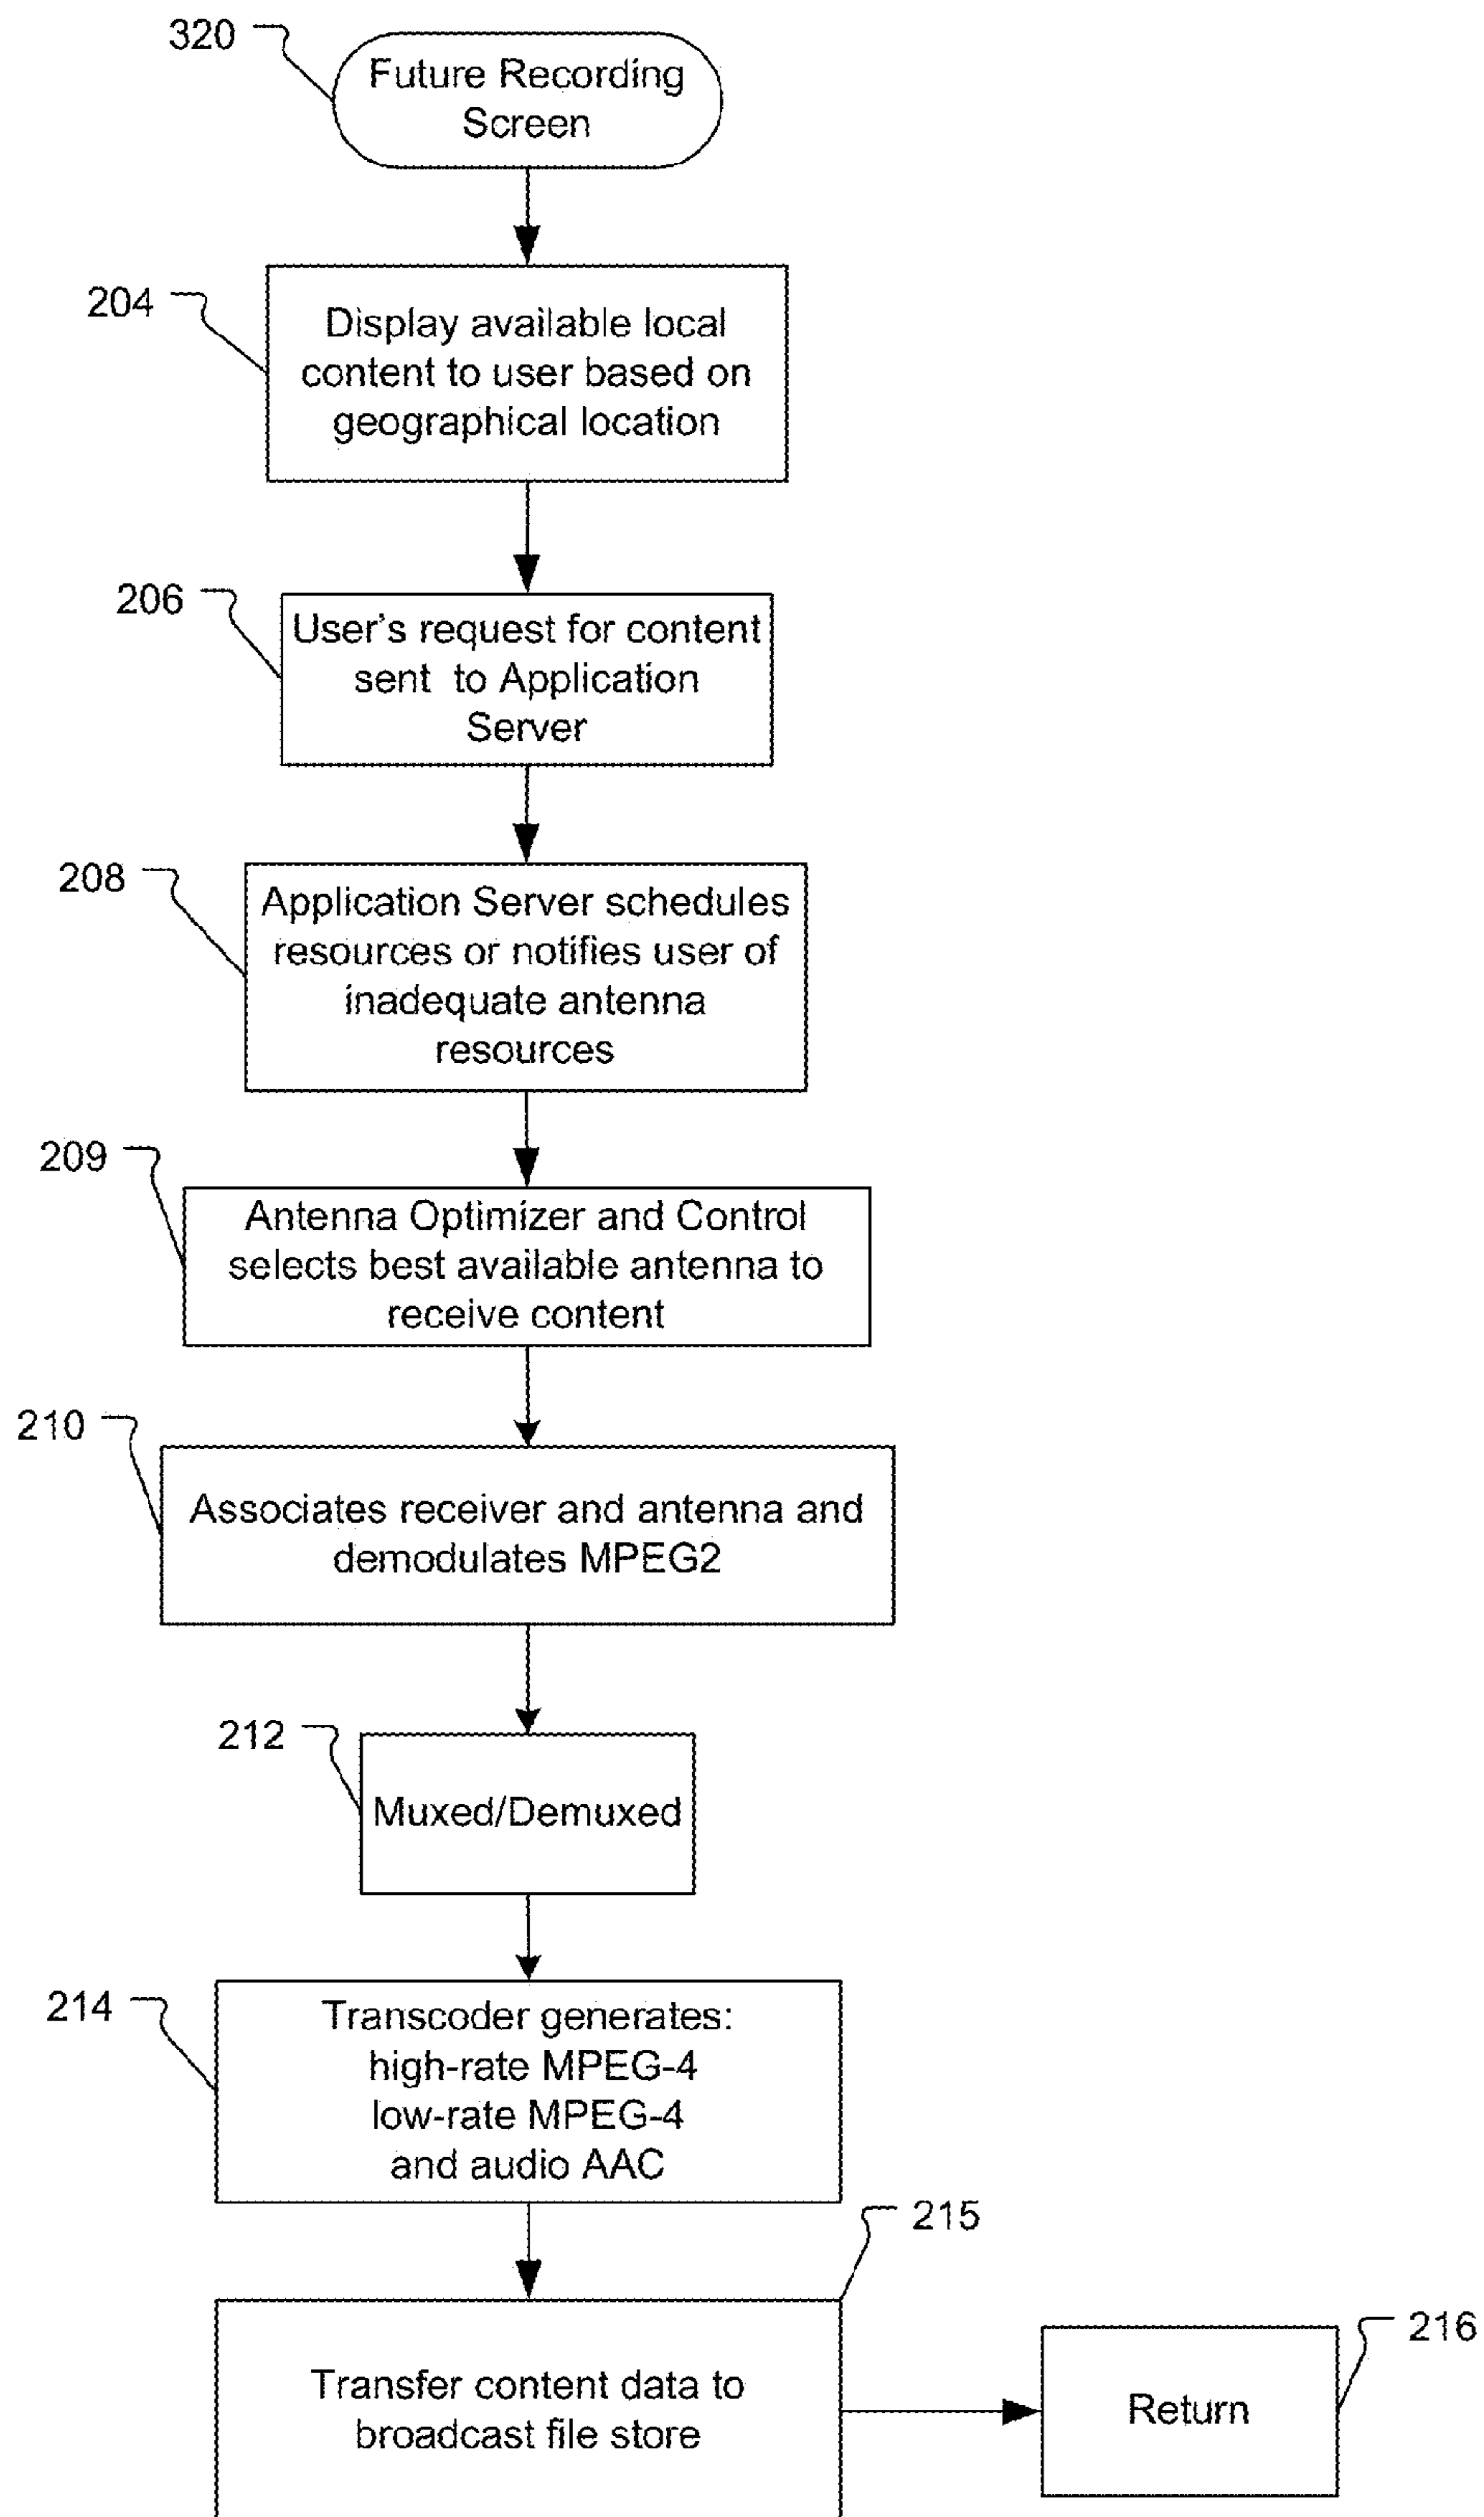 320
Future Recording
Screen
204
Display available local
content to user based on
geographical location
206
User's request for content
sent to Application
Server
208
Application Server schedules
resources or notifies user of
inadequate antenna
resources
209
Antenna Optimizer and Control
selects best available antenna to
receive content
210
Associates receiver and antenna and
demodulates MPEG2
212
Muxed/Demuxed
214
Transcoder generates:
high-rate MPEG-4
low-rate MPEG-4
and audio AAC
215
Transfer content data to
broadcast file store
216
Return